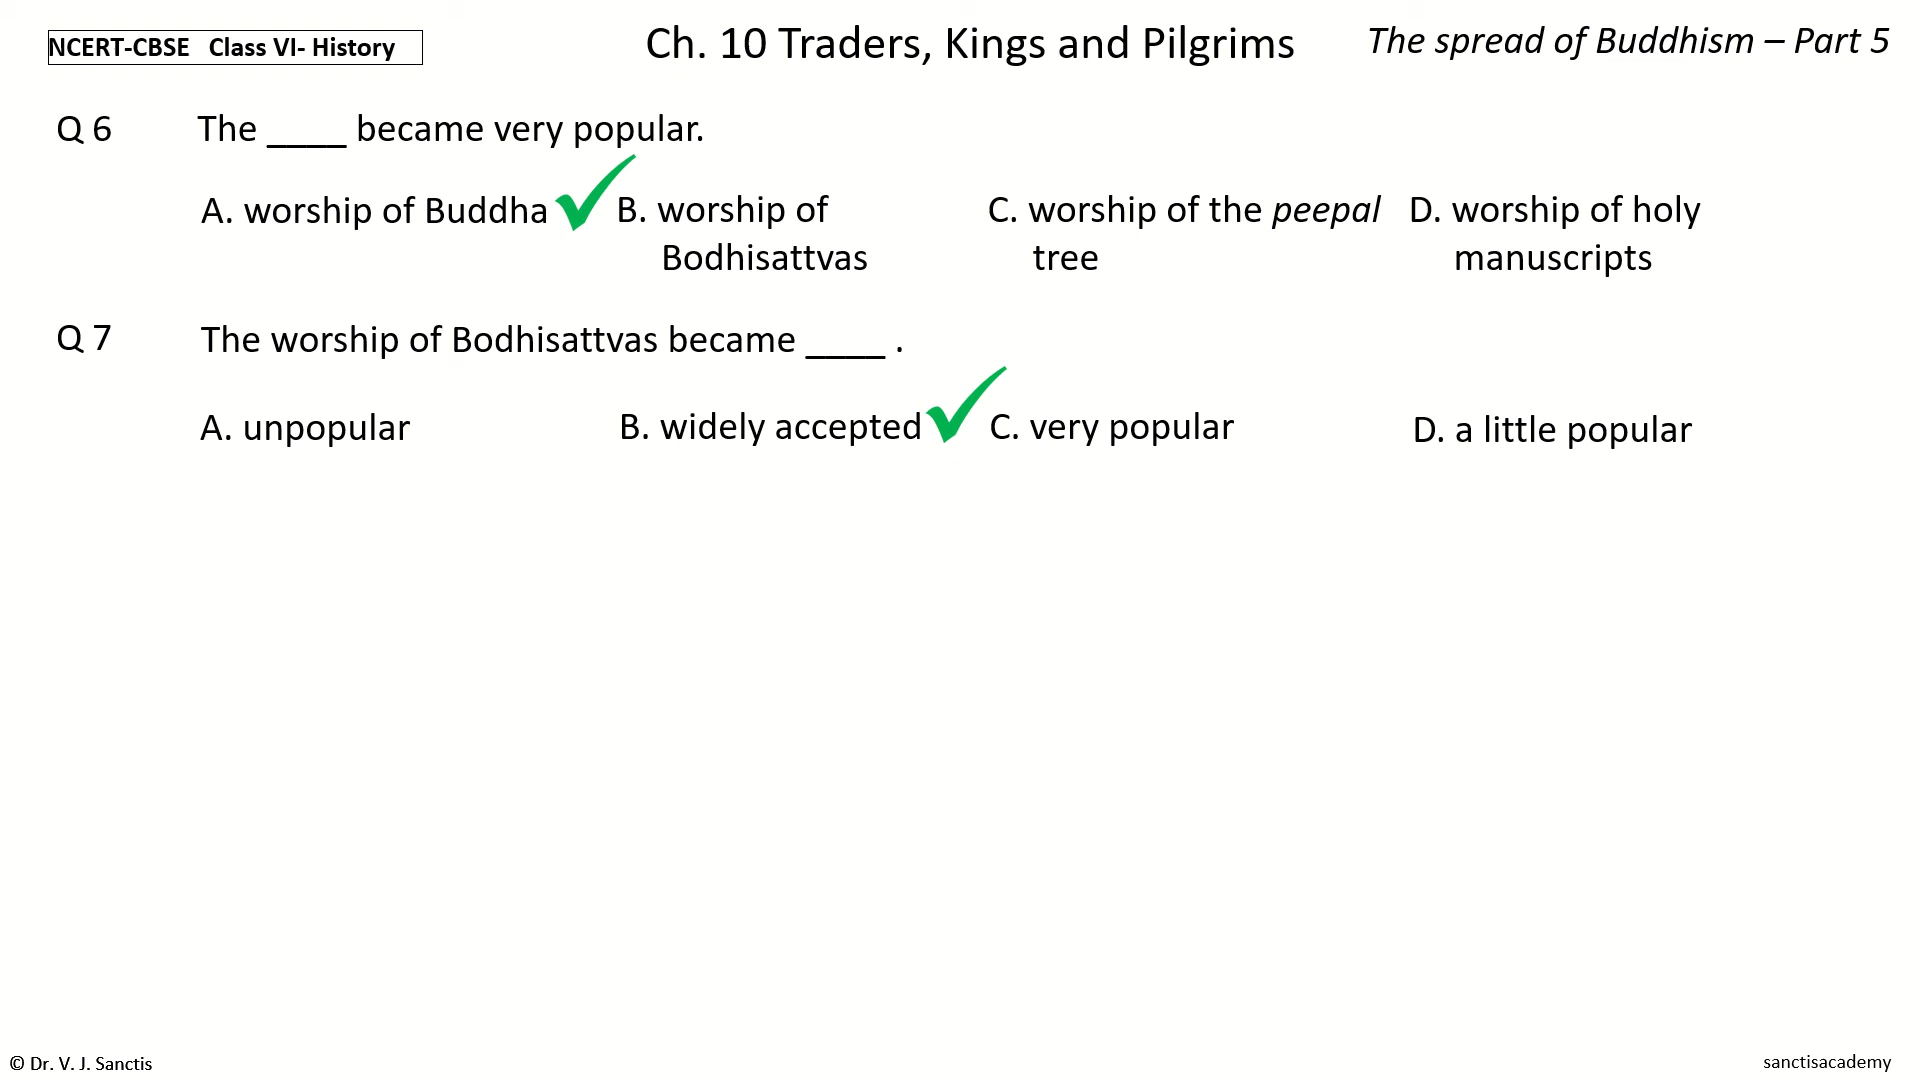 NCERT-CBSE Class VI- History
Ch. 10 Traders, Kings and Pilgrims
The spread of Buddhism – Part 5
Q 6 The ____ became very popular.
A. worship of Buddha B. worship of C. worship of the peepal D. worship of holy
Bodhisattvas tree manuscripts
Q 7 The worship of Bodhisattvas became ____ .
A. unpopular B. widely accepted C. very popular D. a little popular
© Dr. V. J. Sanctis
sanctisacademy